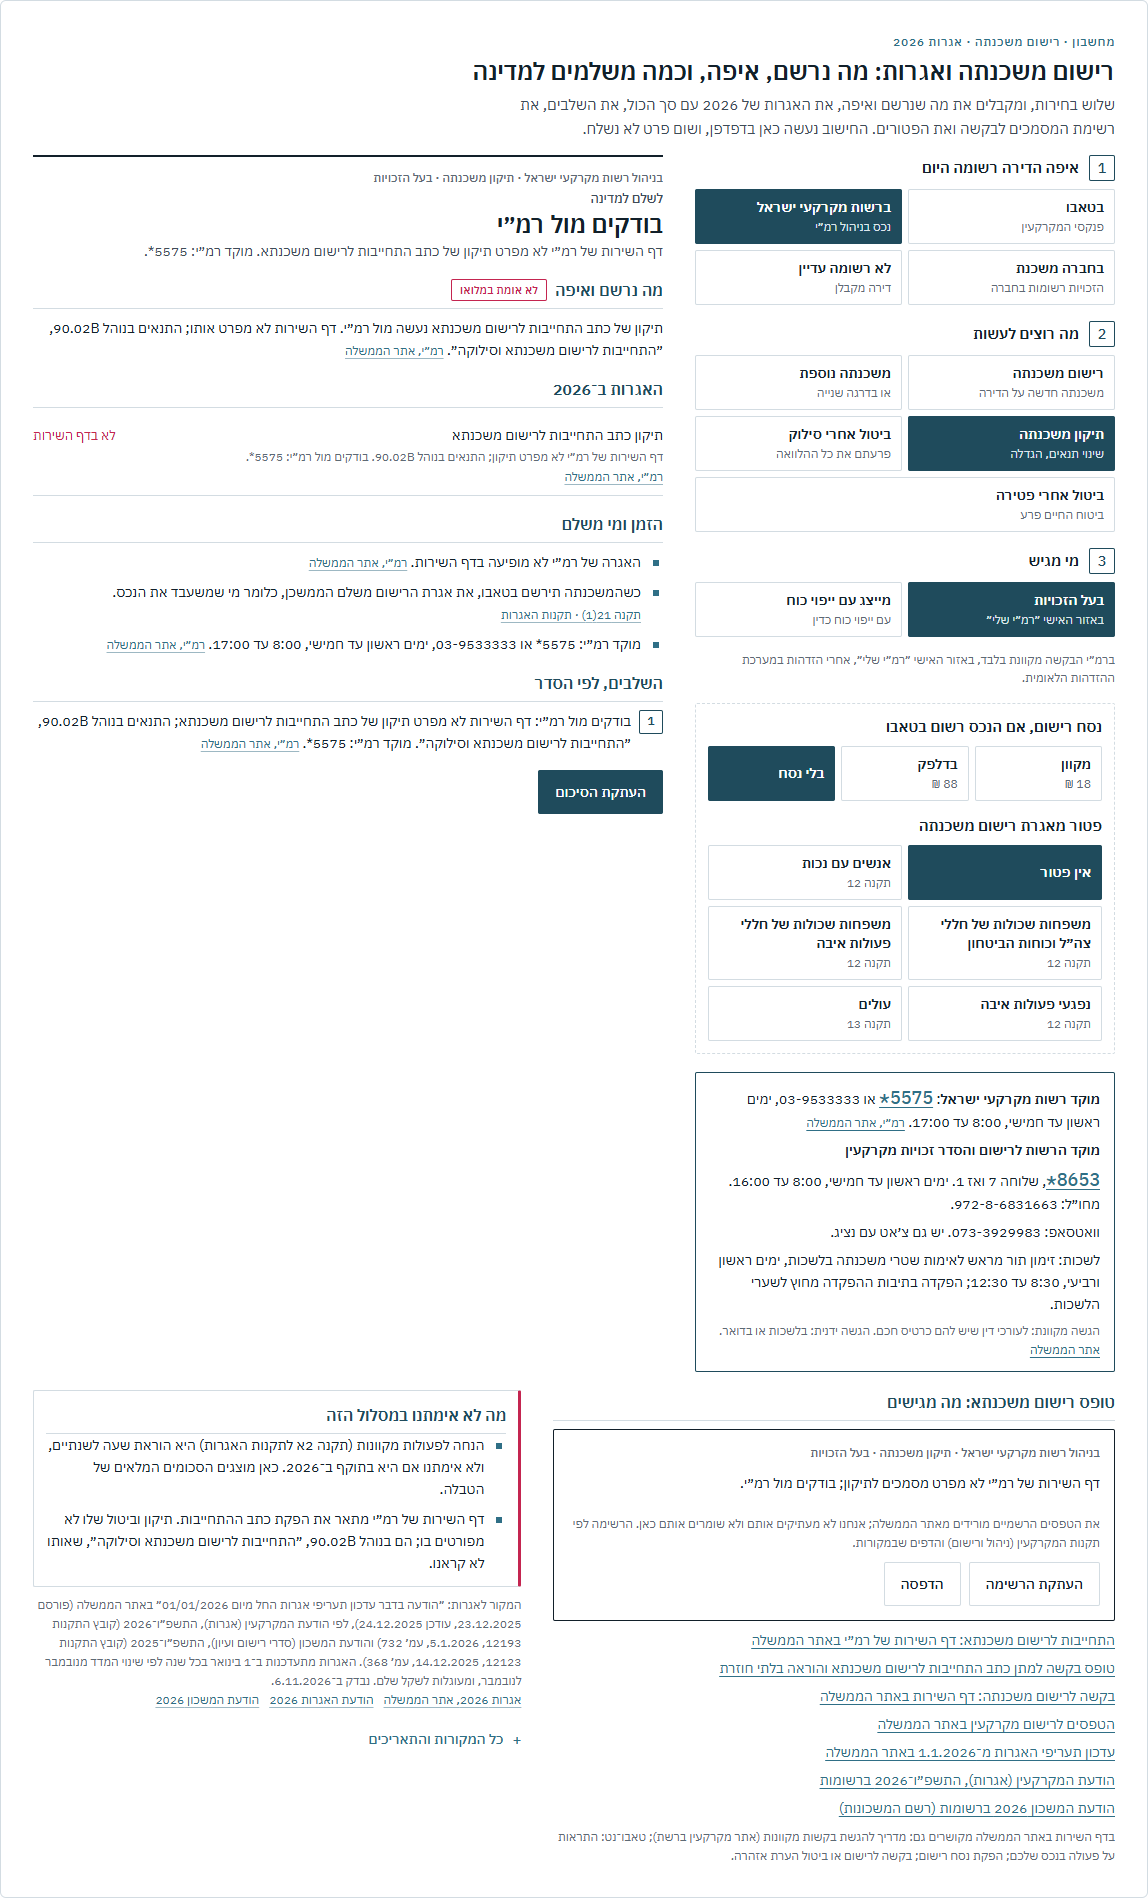 מחשבון · רישום משכנתה · אגרות 2026
רישום משכנתה ואגרות: מה נרשם, איפה, וכמה משלמים למדינה
שלוש בחירות, ומקבלים את מה שנרשם ואיפה, את האגרות של 2026 עם סך הכול, את השלבים, את
רשימת המסמכים לבקשה ואת הפטורים. החישוב נעשה כאן בדפדפן, ושום פרט לא נשלח.
1 איפה הדירה רשומה היום
בטאבו
פנקסי המקרקעין
ברשות מקרקעי ישראל
נכס בניהול רמ״י
בחברה משכנת
הזכויות רשומות בחברה
לא רשומה עדיין
דירה מקבלן
2 מה רוצים לעשות
רישום משכנתה
משכנתה חדשה על הדירה
משכנתה נוספת
או בדרגה שנייה
תיקון משכנתה
שינוי תנאים, הגדלה
ביטול אחרי סילוק
פרעתם את כל ההלוואה
ביטול אחרי פטירה
ביטוח החיים פרע
3 מי מגיש
בעל הזכויות
באזור האישי ״רמ״י שלי״
מייצג עם ייפוי כוח
עם ייפוי כוח כדין
ברמ״י הבקשה מקוונת בלבד, באזור האישי ״רמ״י שלי״, אחרי הזדהות במערכת
ההזדהות הלאומית.
נסח רישום, אם הנכס רשום בטאבו
מקוון
18 ₪
בדלפק
88 ₪
בלי נסח
פטור מאגרת רישום משכנתה
אין פטור
אנשים עם נכות
תקנה 12
משפחות שכולות של חללי
צה״ל וכוחות הביטחון
תקנה 12
משפחות שכולות של חללי
פעולות איבה
תקנה 12
נפגעי פעולות איבה
תקנה 12
עולים
תקנה 13
מוקד רשות מקרקעי ישראל: 5575* או 03-9533333, ימים
ראשון עד חמישי, 8:00 עד 17:00. רמ״י, אתר הממשלה
מוקד הרשות לרישום והסדר זכויות מקרקעין
8653*, שלוחה 7 ואז 1. ימים ראשון עד חמישי, 8:00 עד 16:00.
מחו״ל: 972-8-6831663.
וואטסאפ: 073-3929983. יש גם צ׳אט עם נציג.
לשכות: זימון תור מראש לאימות שטרי משכנתה בלשכות, ימים ראשון
ורביעי, 8:30 עד 12:30; הפקדה בתיבות ההפקדה מחוץ לשערי
הלשכות.
הגשה מקוונת: לעורכי דין שיש להם כרטיס חכם. הגשה ידנית: בלשכות או בדואר.
אתר הממשלה
בניהול רשות מקרקעי ישראל · תיקון משכנתה · בעל הזכויות
לשלם למדינה
בודקים מול רמ״י
דף השירות של רמ״י לא מפרט תיקון של כתב התחייבות לרישום משכנתא. מוקד רמ״י: 5575*.
מה נרשם ואיפה לא אומת במלואו
תיקון של כתב התחייבות לרישום משכנתא נעשה מול רמ״י. דף השירות לא מפרט אותו; התנאים בנוהל 90.02B,
״התחייבות לרישום משכנתא וסילוקה״. רמ״י, אתר הממשלה
האגרות ב־2026
תיקון כתב התחייבות לרישום משכנתא לא בדף השירות
דף השירות של רמ״י לא מפרט תיקון; התנאים בנוהל 90.02B. בודקים מול רמ״י: 5575*.
רמ״י, אתר הממשלה
הזמן ומי משלם
האגרה של רמ״י לא מופיעה בדף השירות. רמ״י, אתר הממשלה
כשהמשכנתה תירשם בטאבו, את אגרת הרישום משלם הממשכן, כלומר מי שמשעבד את הנכס.
תקנה 21(1) · תקנות האגרות
מוקד רמ״י: 5575* או 03-9533333, ימים ראשון עד חמישי, 8:00 עד 17:00. רמ״י, אתר הממשלה
השלבים, לפי הסדר
1 בודקים מול רמ״י: דף השירות לא מפרט תיקון של כתב התחייבות לרישום משכנתא; התנאים בנוהל 90.02B,
״התחייבות לרישום משכנתא וסילוקה״. מוקד רמ״י: 5575*. רמ״י, אתר הממשלה
העתקת הסיכום
טופס רישום משכנתא: מה מגישים
בניהול רשות מקרקעי ישראל · תיקון משכנתה · בעל הזכויות
דף השירות של רמ״י לא מפרט מסמכים לתיקון; בודקים מול רמ״י.
את הטפסים הרשמיים מורידים מאתר הממשלה; אנחנו לא מעתיקים אותם ולא שומרים אותם כאן. הרשימה לפי
תקנות המקרקעין (ניהול ורישום) והדפים שבמקורות.
העתקת הרשימה
הדפסה
התחייבות לרישום משכנתא: דף השירות של רמ״י באתר הממשלה
טופס בקשה למתן כתב התחייבות לרישום משכנתא והוראה בלתי חוזרת
בקשה לרישום משכנתה: דף השירות באתר הממשלה
הטפסים לרישום מקרקעין באתר הממשלה
עדכון תעריפי האגרות מ־1.1.2026 באתר הממשלה
הודעת המקרקעין (אגרות), התשפ״ו־2026 ברשומות
הודעת המשכון 2026 ברשומות (רשם המשכונות)
בדף השירות באתר הממשלה מקושרים גם: מדריך להגשת בקשות מקוונות (אתר מקרקעין ברשת); טאבו־נט: התראות
על פעולה בנכס שלכם; הפקת נסח רישום; בקשה לרישום או ביטול הערת אזהרה.
מה לא אימתנו במסלול הזה
הנחה לפעולות מקוונות (תקנה 2א לתקנות האגרות) היא הוראת שעה לשנתיים,
ולא אימתנו אם היא בתוקף ב־2026. כאן מוצגים הסכומים המלאים של
הטבלה.
דף השירות של רמ״י מתאר את הפקת כתב ההתחייבות. תיקון וביטול שלו לא
מפורטים בו; הם בנוהל 90.02B, ״התחייבות לרישום משכנתא וסילוקה״, שאותו
לא קראנו.
המקור לאגרות: ״הודעה בדבר עדכון תעריפי אגרות החל מיום 01/01/2026״ באתר הממשלה (פורסם
23.12.2025, עודכן 24.12.2025), לפי הודעת המקרקעין (אגרות), התשפ״ו־2026 (קובץ התקנות
12193, 5.1.2026, עמ׳ 732) והודעת המשכון (סדרי רישום ועיון), התשפ״ו־2025 (קובץ התקנות
12123, 14.12.2025, עמ׳ 368). האגרות מתעדכנות ב־1 בינואר בכל שנה לפי שינוי המדד מנובמבר
לנובמבר, ומעוגלות לשקל שלם. נבדק ב־6.11.2026.
אגרות 2026, אתר הממשלה הודעת האגרות 2026 הודעת המשכון 2026
+ כל המקורות והתאריכים